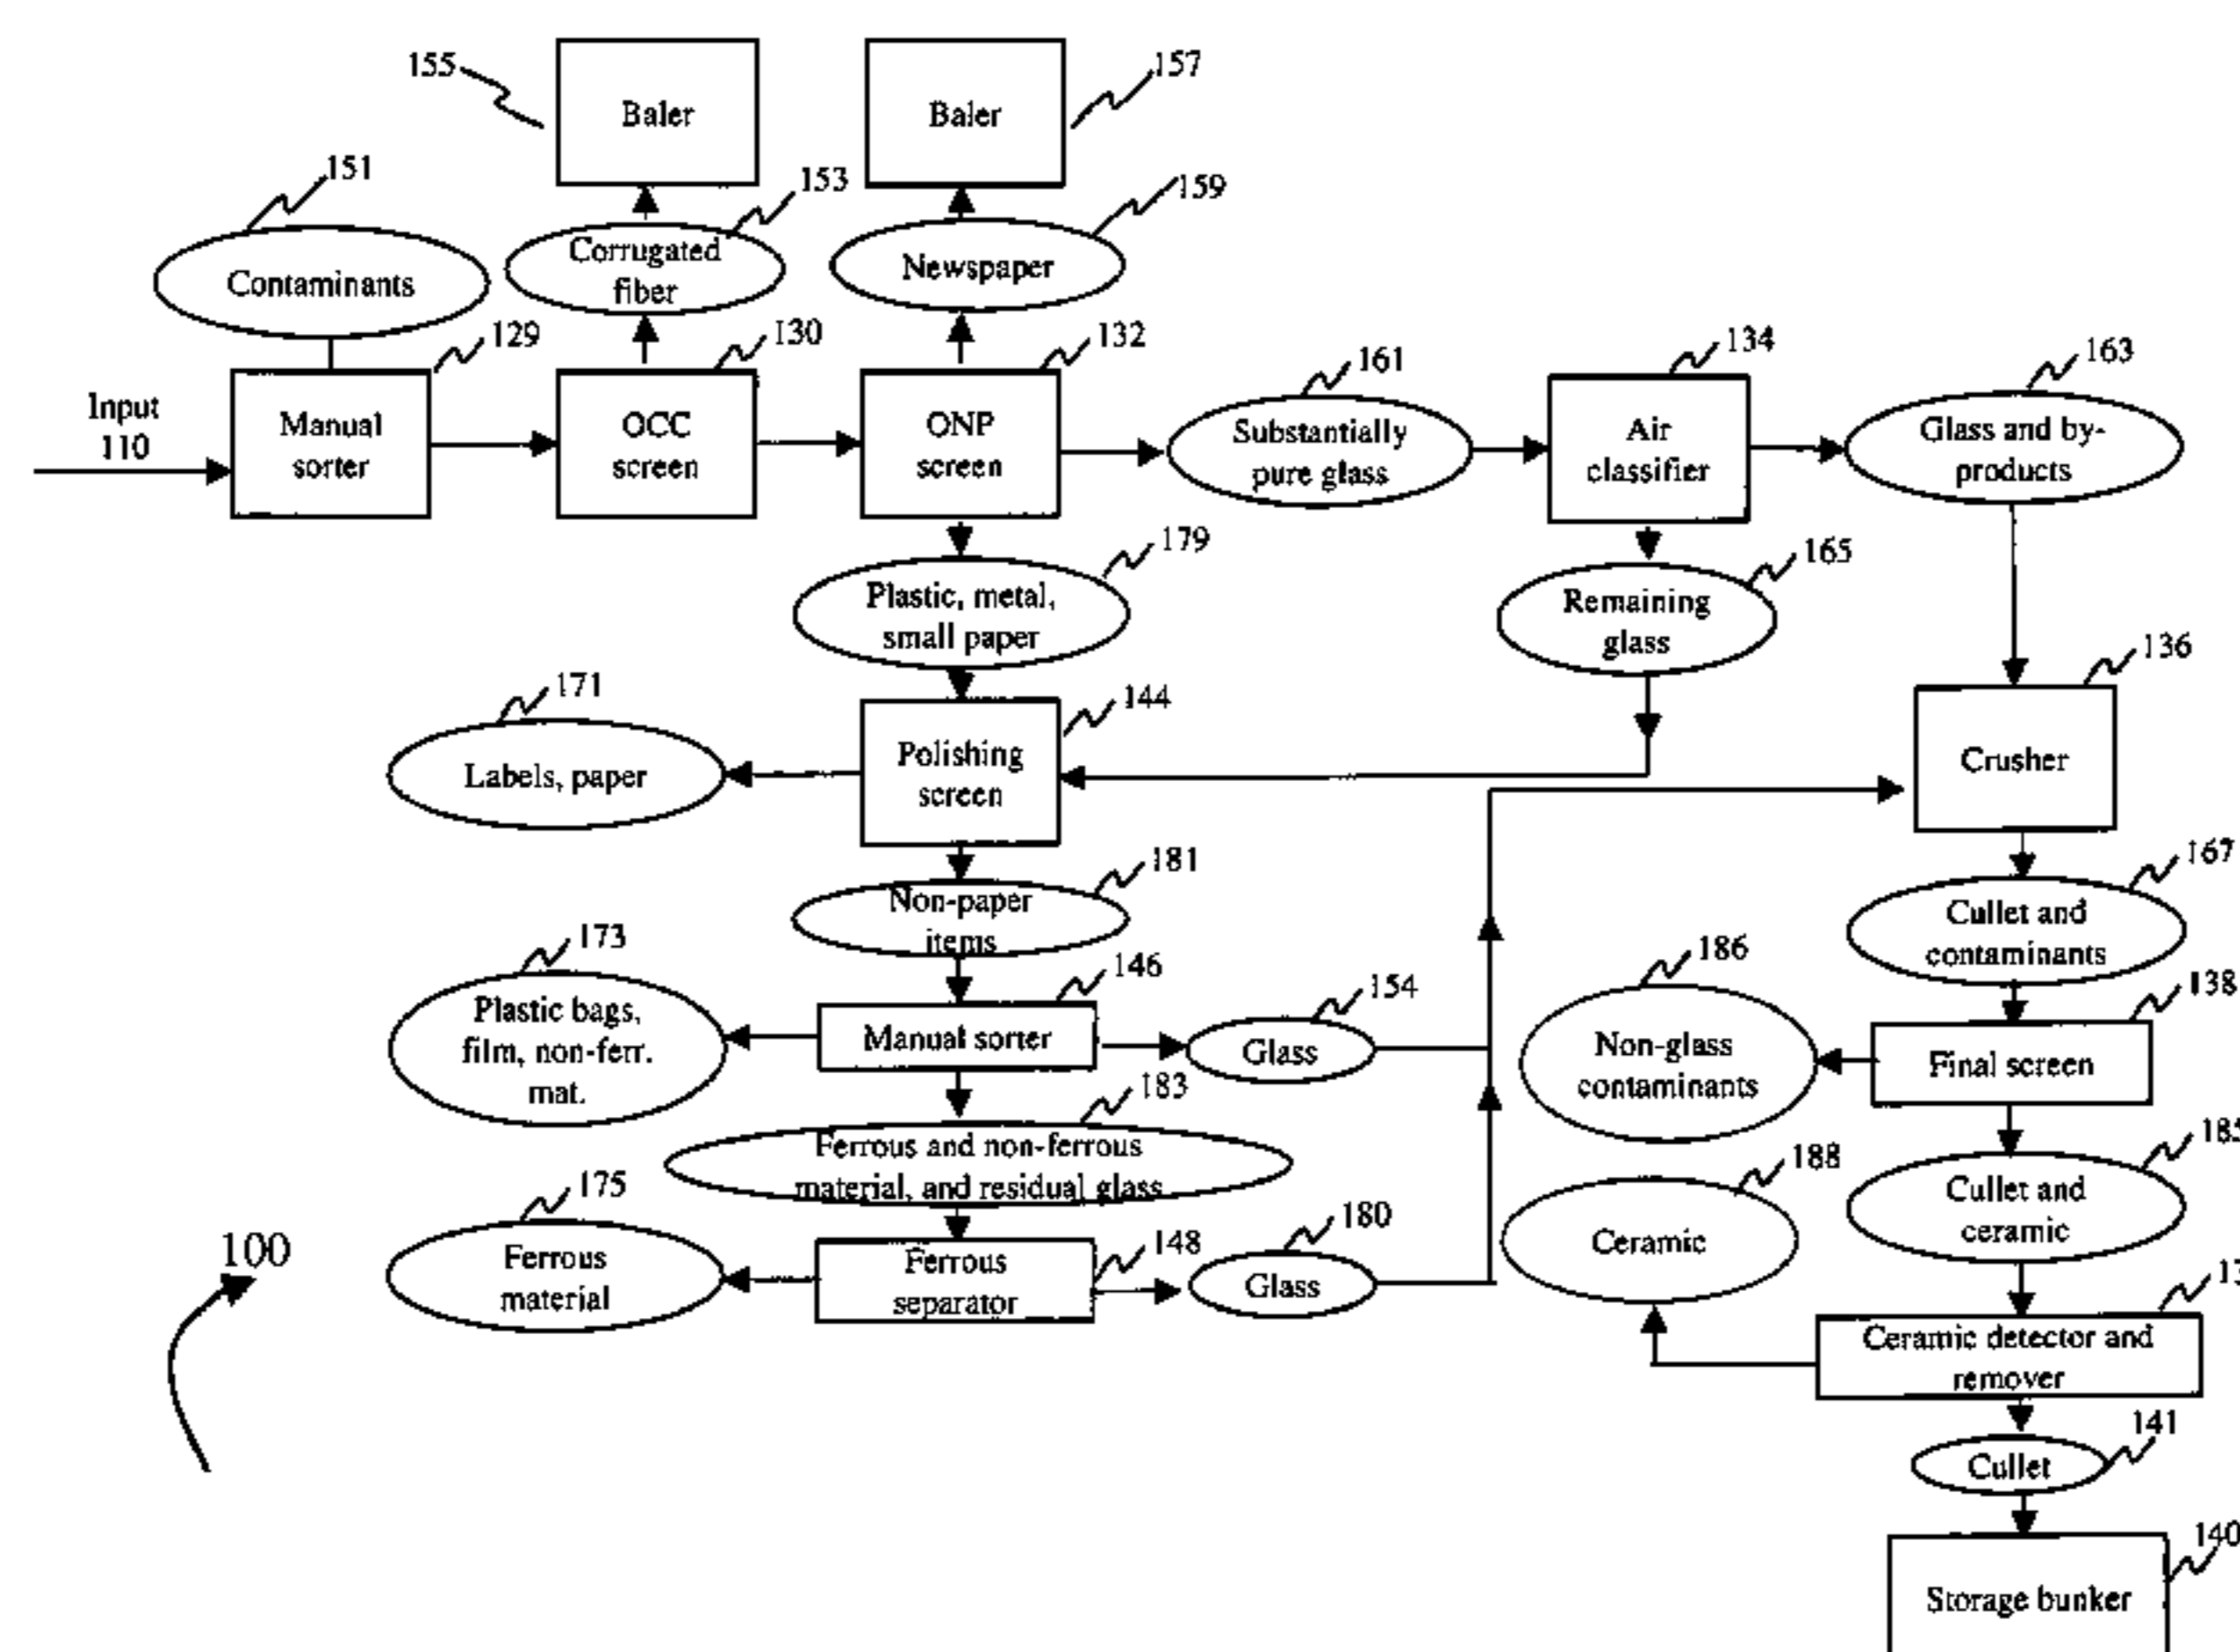 155
Baler
Baler
157
151
153
159
Contaminants
Corrugated
fiber
Newspaper
129
130
132
161
134
163
Input
110
Manual
sorter
OCC
screen
ONP
screen
Substantially
pure glass
Air
classifier
Glass and by-
products
179
165
Plastic, metal,
small paper
Remaining
glass
136
171
144
Labels, paper
Polishing
screen
Crusher
181
167
Non-paper
items
Cullet and
contaminants
173
146
154
186
138
Plastic bags,
film, non-ferr.
mat.
Manual sorter
Glass
Non-glass
contaminants
Final screen
183
185
Ferrous and non-ferrous
material, and residual glass
188
Cullet and
ceramic
175
180
100
Ferrous
material
Ferrous
separator
148
Glass
Ceramic
Ceramic detector and
remover
141
Cullet
140
Storage bunker